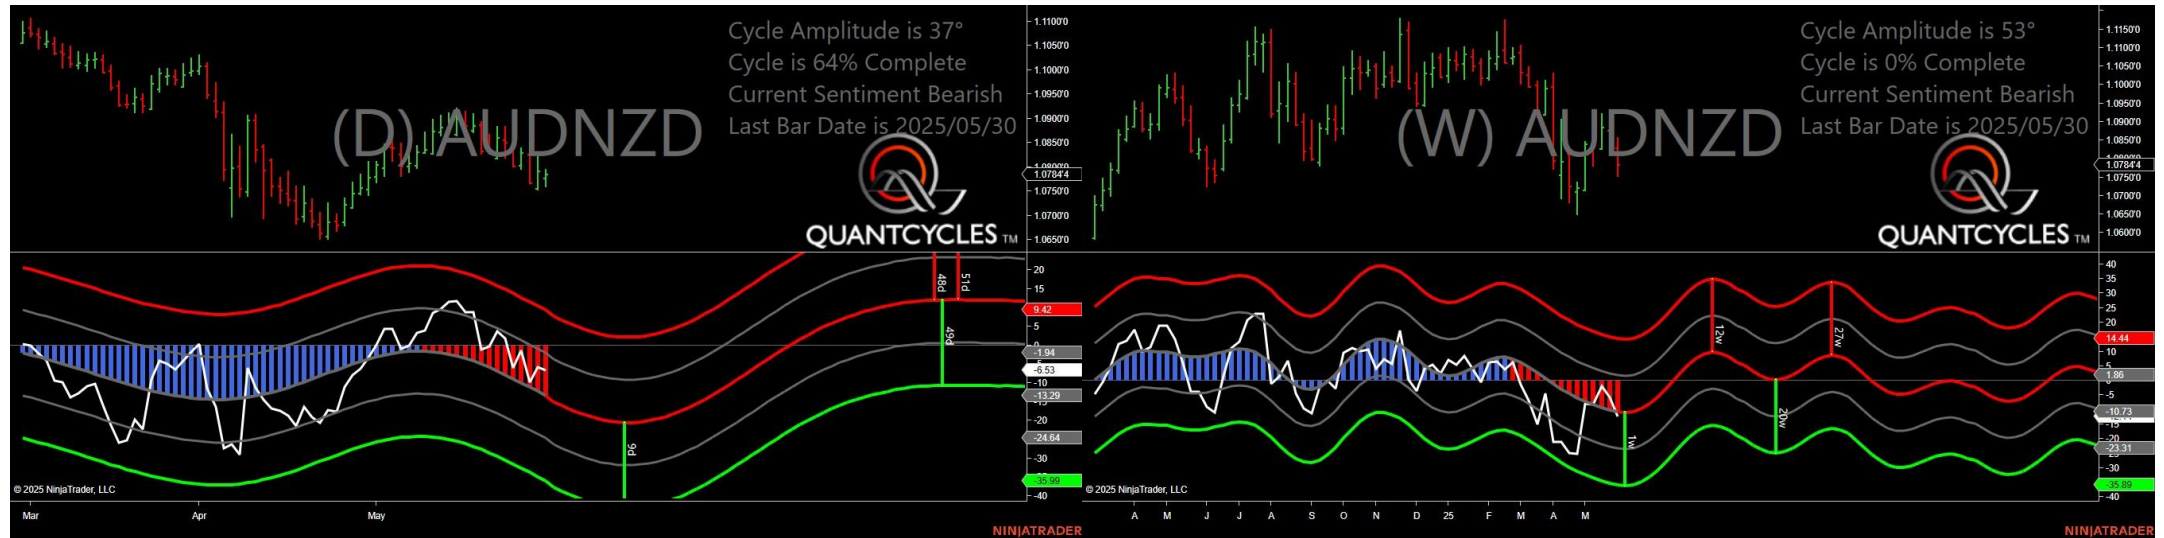 Cycle Amplitude is 37°
Cycle is 64% Complete
Current Sentiment Bearish
Last Bar Date is 2025/05/30
(D) AUDNZD
QUANTCYCLES TM
1.1100'0
1.1050'0
1.1000'0
1.0950'0
1.0900'0
1.0850'0
1.0800'0
1.0784'4
1.0750'0
1.0700'0
1.0650'0
48d
51d
49d
9d
20
15
9.42
5
0
-1.94
-6.53
-10
-13.29
-20
-24.64
-30
-35.99
-40
© 2025 NinjaTrader, LLC
Mar
Apr
May
NINJATRADER
Cycle Amplitude is 53°
Cycle is 0% Complete
Current Sentiment Bearish
Last Bar Date is 2025/05/30
(W) AUDNZD
QUANTCYCLES TM
1.1150'0
1.1100'0
1.1050'0
1.1000'0
1.0950'0
1.0900'0
1.0850'0
1.0784'4
1.0750'0
1.0700'0
1.0650'0
1.0600'0
12w
27w
20w
1w
40
35
30
25
20
14.44
10
1.86
-5
-10.73
-15
-20
-23.31
-30
-35.89
-40
© 2025 NinjaTrader, LLC
A M J J A S O N D 25 F M A M
NINJATRADER